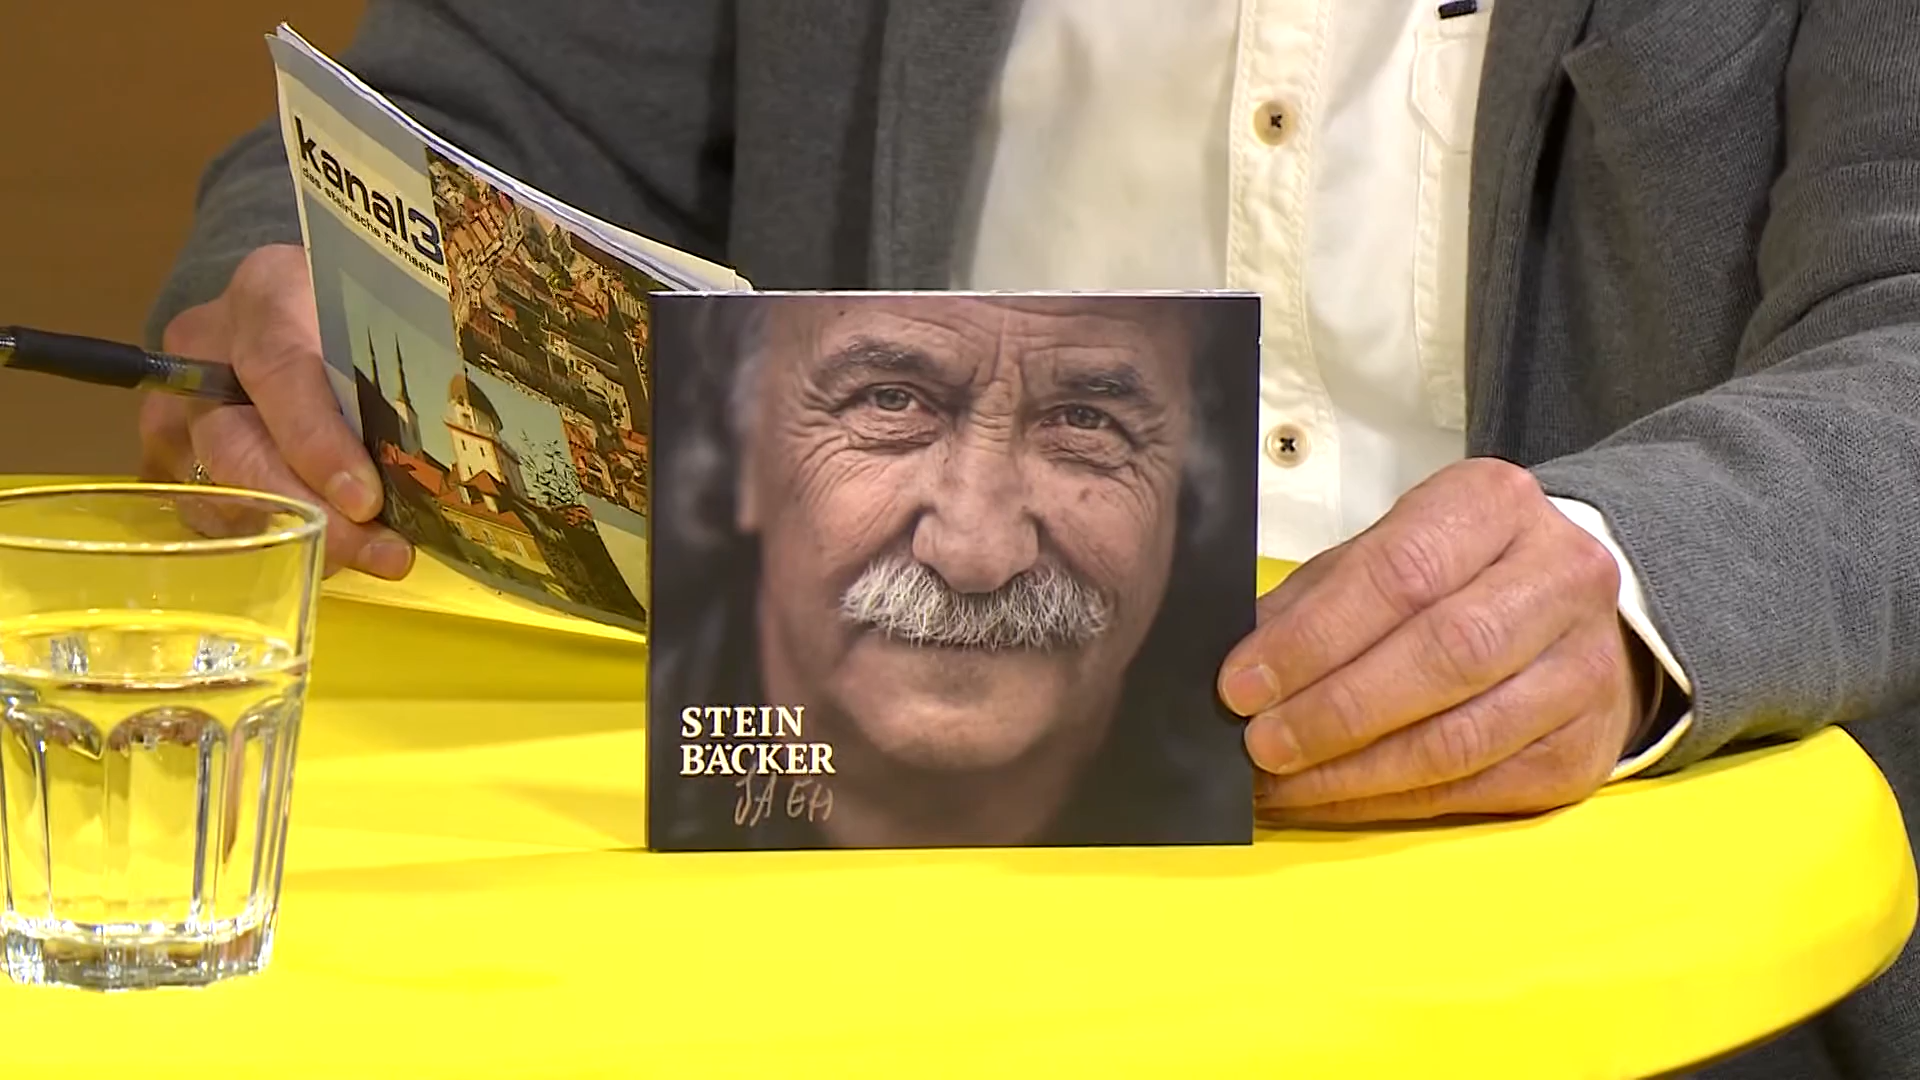 kanal3
das steirische Fernsehen
STEIN
BÄCKER
JA EH